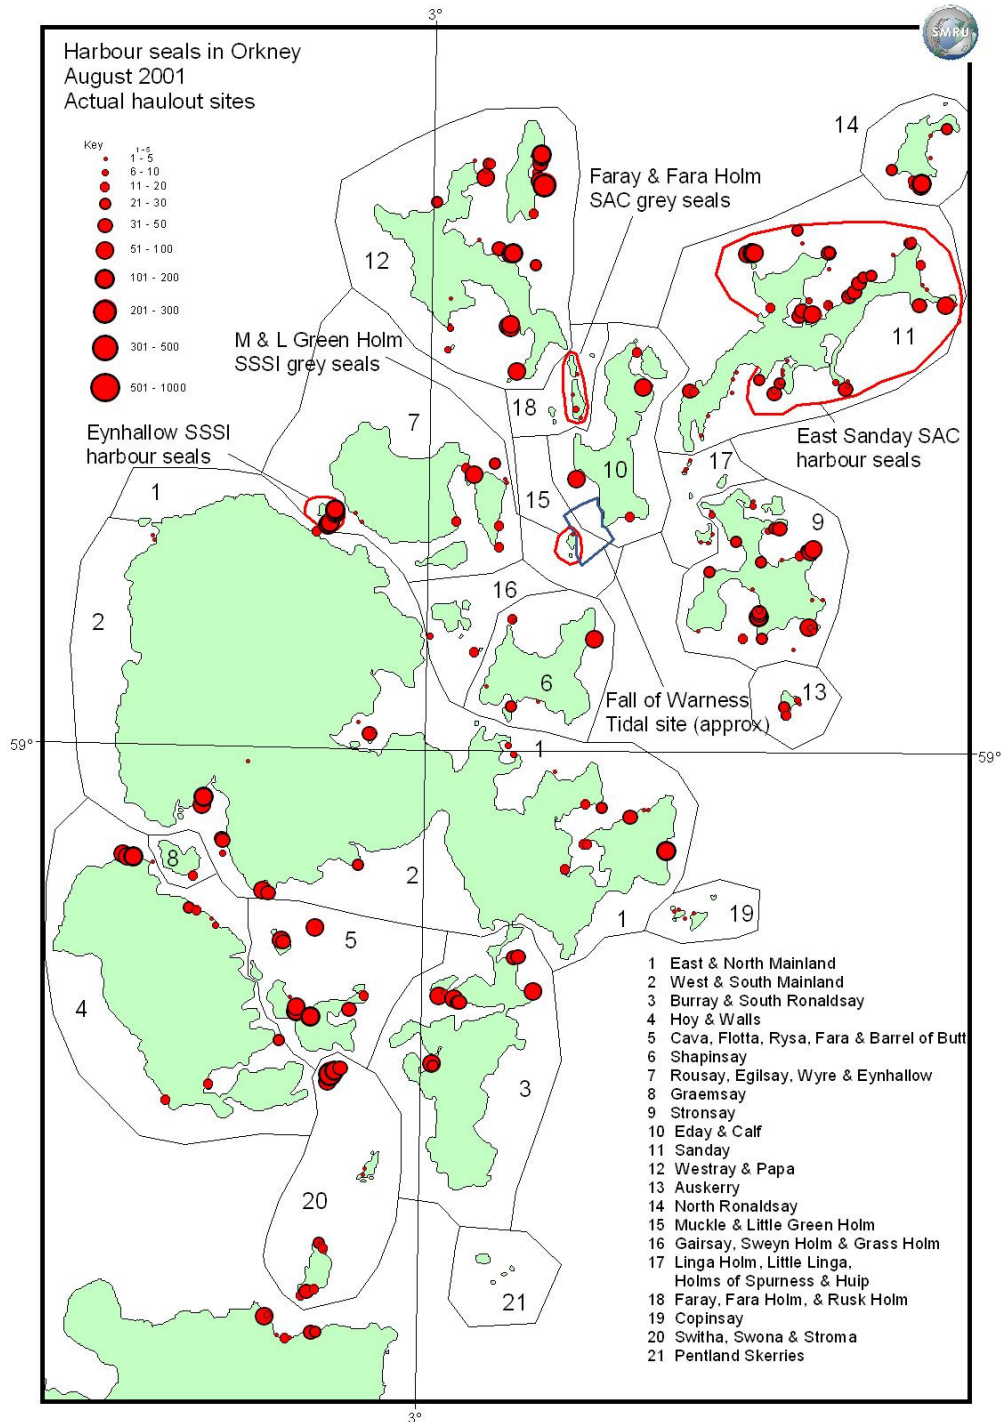 3°
SMRU
Harbour seals in Orkney
August 2001
Actual haulout sites
Key
1-5
1 - 5
6 - 10
11 - 20
21 - 30
31 - 50
51 - 100
101 - 200
201 - 300
301 - 500
501 - 1000
14
Faray & Fara Holm
SAC grey seals
12
M & L Green Holm
SSSI grey seals
11
18
7
Eynhallow SSSI
harbour seals
East Sanday SAC
harbour seals
10
17
1
15
9
16
2
6
13
Fall of Warness
Tidal site (approx)
59°
1
59°
8
2
19
1
5
4
3
20
21
1 East & North Mainland
2 West & South Mainland
3 Burray & South Ronaldsay
4 Hoy & Walls
5 Cava, Flotta, Rysa, Fara & Barrel of Butt
6 Shapinsay
7 Rousay, Egilsay, Wyre & Eynhallow
8 Graemsay
9 Stronsay
10 Eday & Calf
11 Sanday
12 Westray & Papa
13 Auskerry
14 North Ronaldsay
15 Muckle & Little Green Holm
16 Gairsay, Sweyn Holm & Grass Holm
17 Linga Holm, Little Linga,
Holms of Spurness & Huip
18 Faray, Fara Holm, & Rusk Holm
19 Copinsay
20 Switha, Swona & Stroma
21 Pentland Skerries
3°